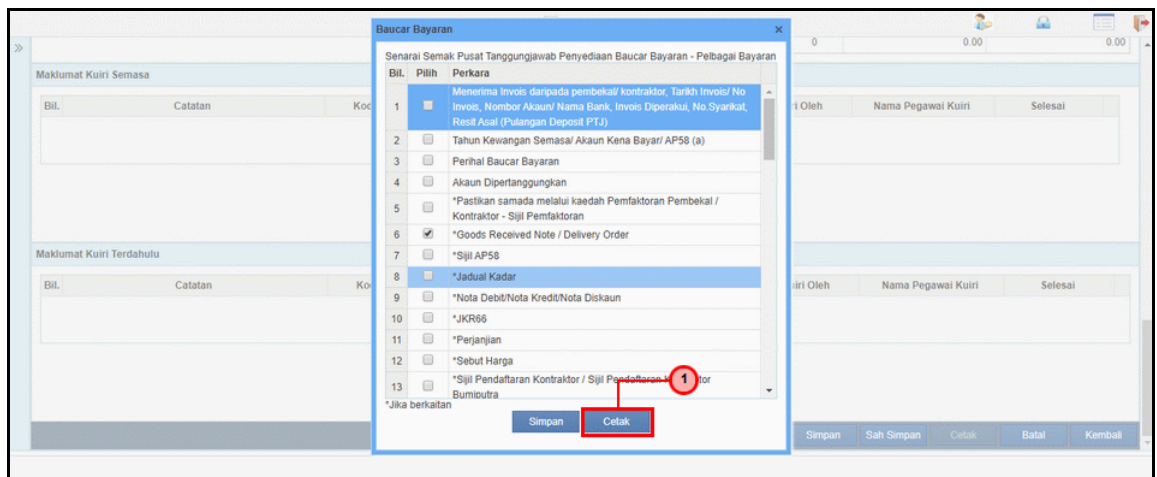 Baucar Bayaran
×
0 0.00 0.00
Senarai Semak Pusat Tanggungjawab Penyediaan Baucar Bayaran - Pelbagai Bayaran
Maklumat Kuiri Semasa
Bil. Pilih Perkara
Bil. Catatan Oleh Nama Pegawai Kuiri Selesai
1 Menerima Invois daripada pembekal/ kontraktor, Tarikh Invois/ No
Invois, Nombor Akaun/ Nama Bank, Invois Diperakui, No.Syarikat,
Resit Asal (Pulangan Deposit PTJ)
2 Tahun Kewangan Semasa/ Akaun Kena Bayar/ AP58 (a)
3 Perihal Baucar Bayaran
4 Akaun Dipertanggungkan
5 *Pastikan samada melalui kaedah Pemfaktoran Pembekal /
Kontraktor - Sijil Pemfaktoran
6 *Goods Received Note / Delivery Order
7 *Sijil AP58
Maklumat Kuiri Terdahulu
8 *Jadual Kadar
Bil. Catatan Oleh Nama Pegawai Kuiri Selesai
9 *Nota Debit/Nota Kredit/Nota Diskaun
10 *JKR66
11 *Perjanjian
12 *Sebut Harga
13 *Sijil Pendaftaran Kontraktor / Sijil Pendaftaran
Bumiputra
1
*Jika berkaitan
Simpan Cetak
Simpan Sah Simpan Cetak Batal Kembali